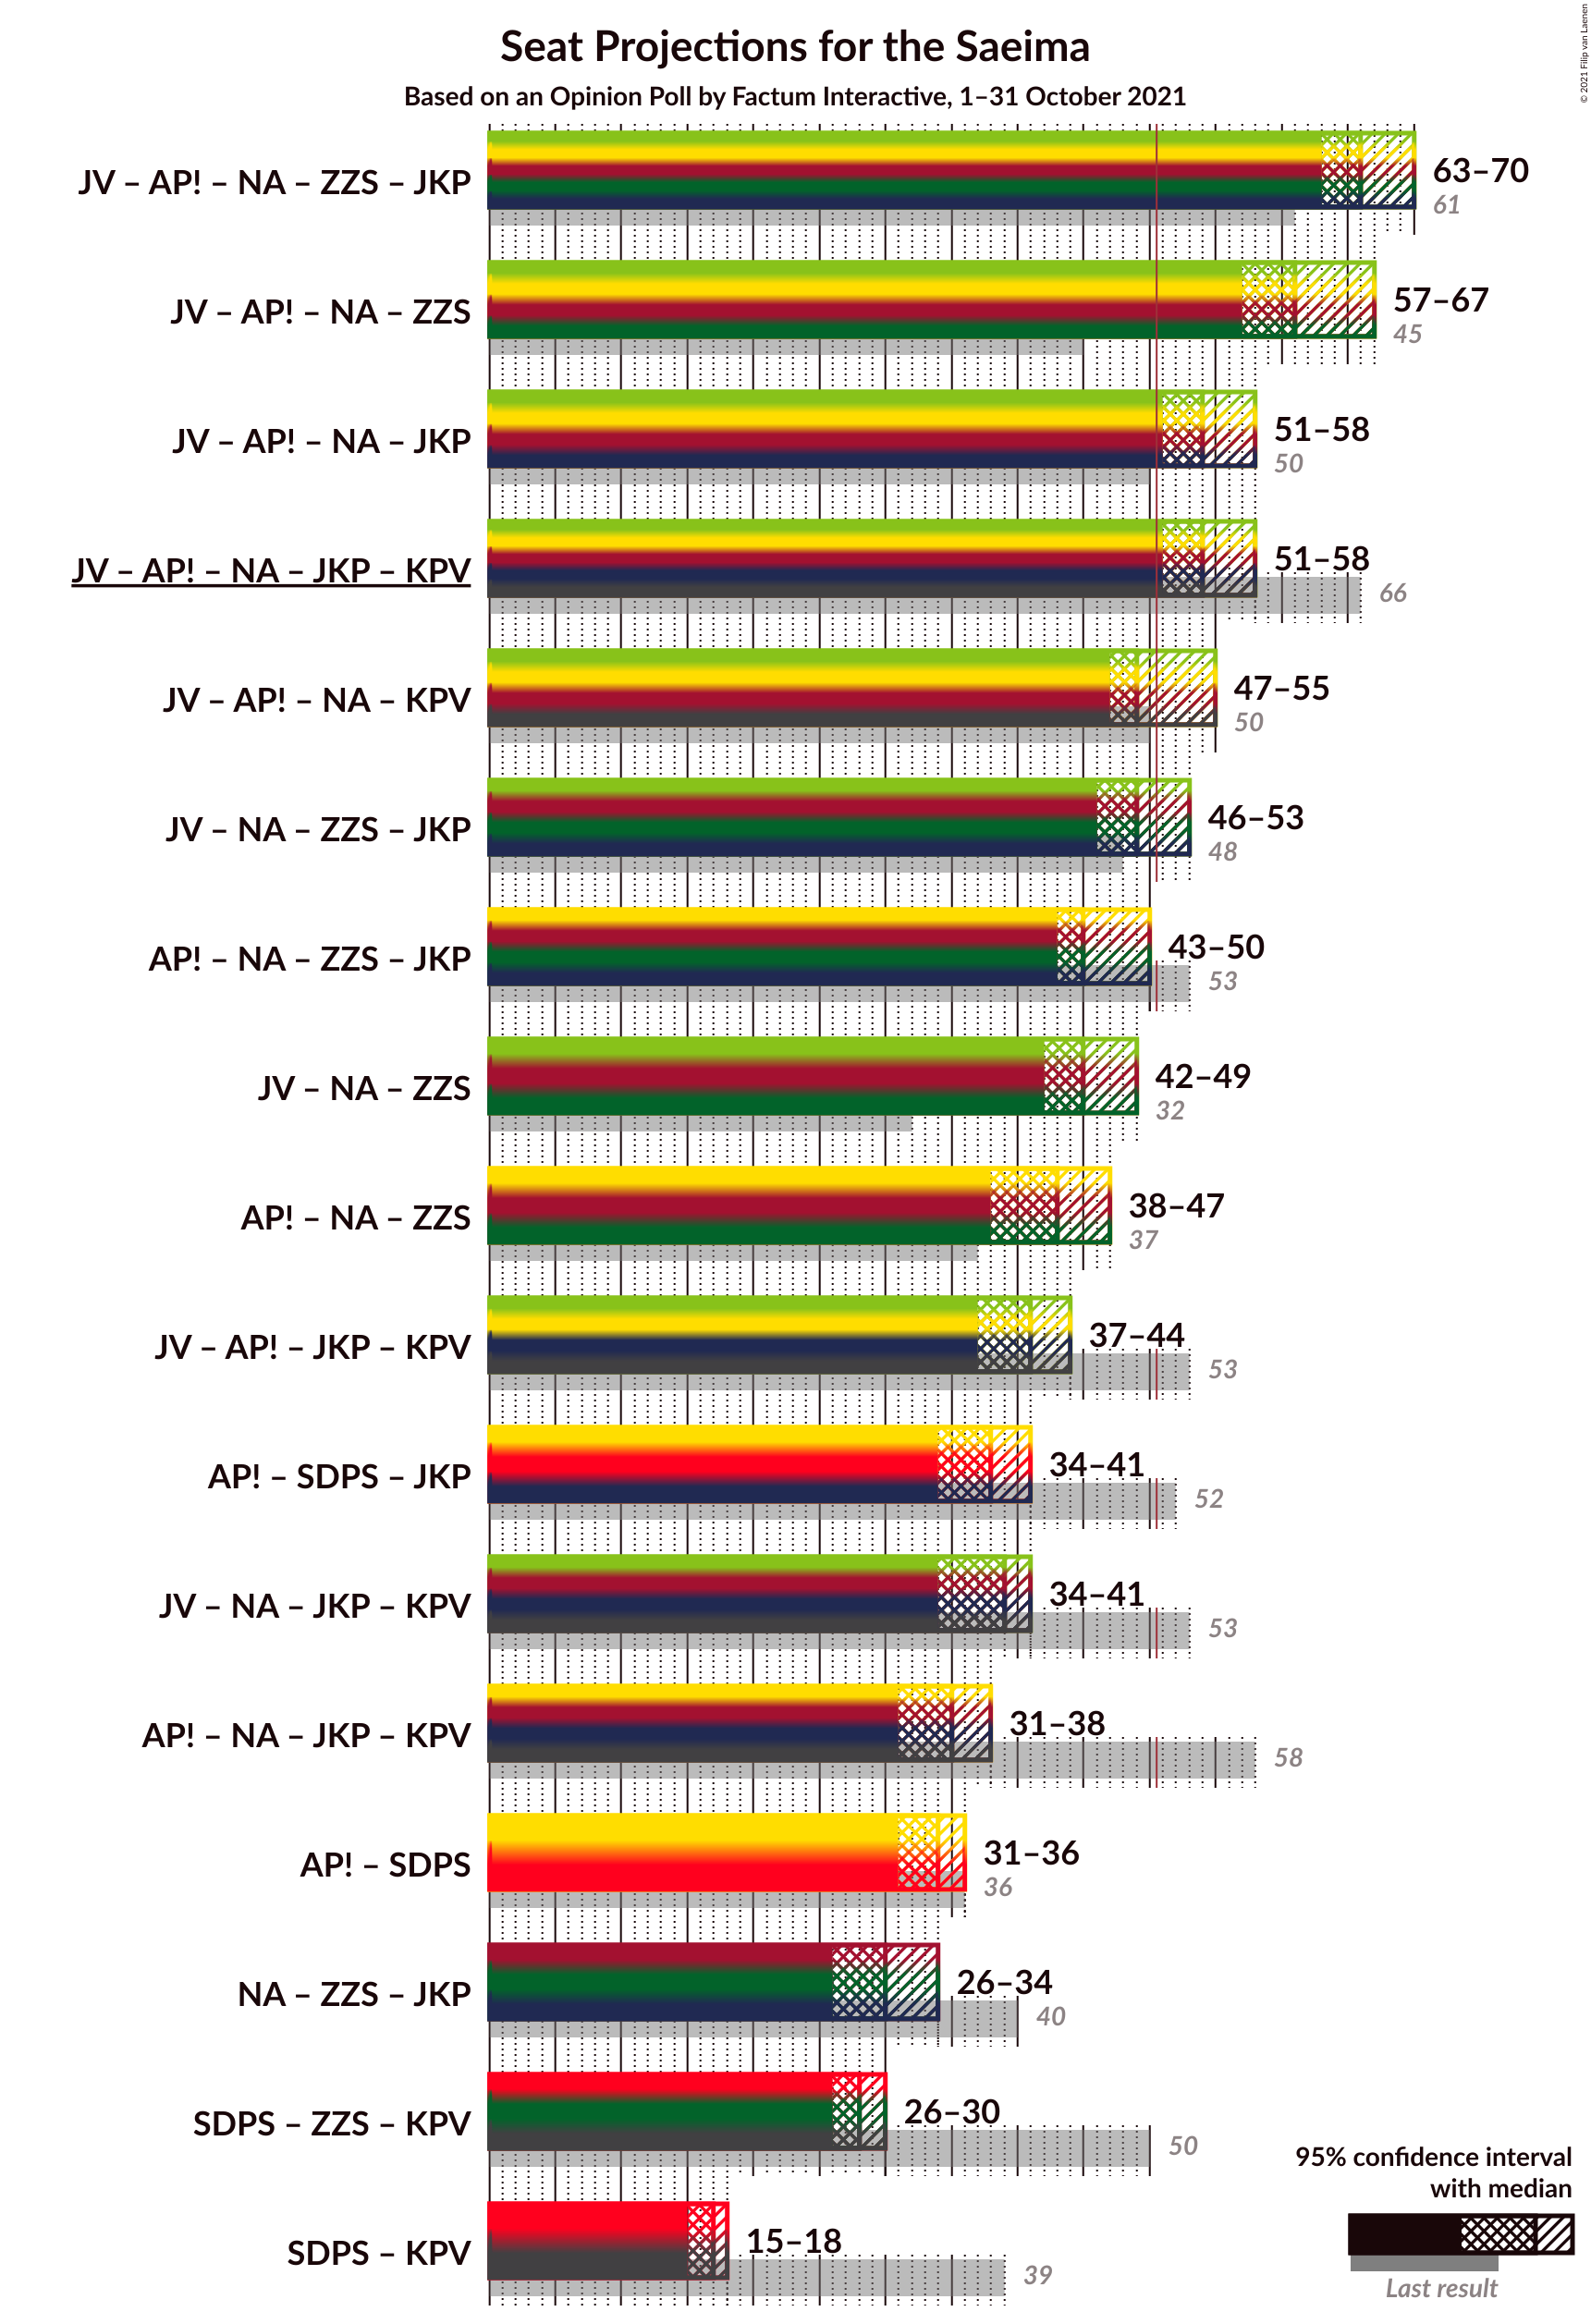 © 2021 Filip van Laenen
Seat Projections for the Saeima
Based on an Opinion Poll by Factum Interactive, 1–31 October 2021
JV – AP! – NA – ZZS – JKP
63–70
61
JV – AP! – NA – ZZS
57–67
45
JV – AP! – NA – JKP
51–58
50
JV – AP! – NA – JKP – KPV
51–58
66
JV – AP! – NA – KPV
47–55
50
JV – NA – ZZS – JKP
46–53
48
AP! – NA – ZZS – JKP
43–50
53
JV – NA – ZZS
42–49
32
AP! – NA – ZZS
38–47
37
JV – AP! – JKP – KPV
37–44
53
AP! – SDPS – JKP
34–41
52
JV – NA – JKP – KPV
34–41
53
AP! – NA – JKP – KPV
31–38
58
AP! – SDPS
31–36
36
NA – ZZS – JKP
26–34
40
SDPS – ZZS – KPV
26–30
50
SDPS – KPV
15–18
39
95% confidence interval
with median
Last result